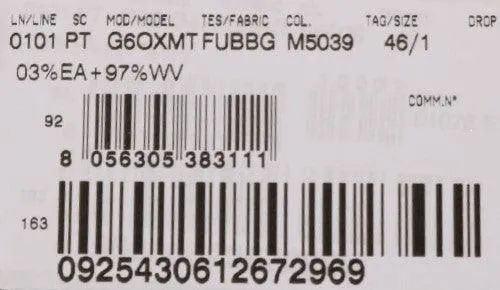 LN/LINE SC MOD/MODEL TES/FABRIC COL. TAG/SIZE DROP
0101 PT G6OXMT FUBBG M5039 46/1
03%EA+97%WV
COMM.N°
92
8 056305 383111
163
0925430612672969